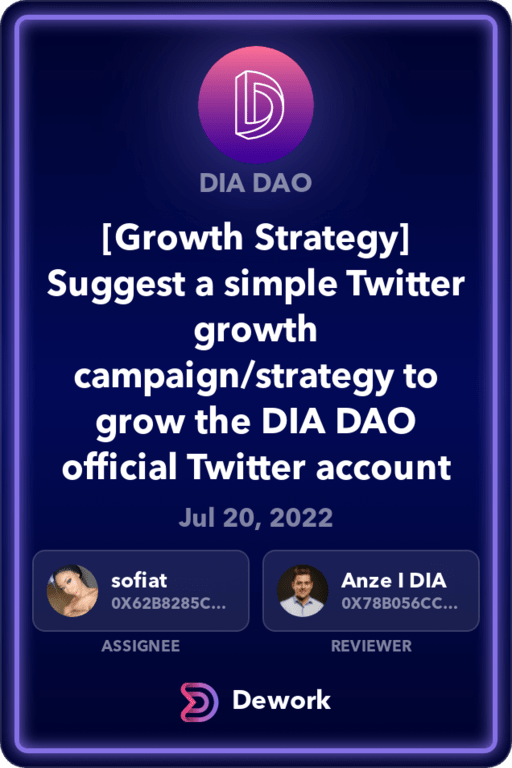 DIA DAO
[Growth Strategy]
Suggest a simple Twitter
growth
campaign/strategy to
grow the DIA DAO
official Twitter account
Jul 20, 2022
sofiat
0X62B8285C...
ASSIGNEE
Anze I DIA
0X78B056CC...
REVIEWER
Dework